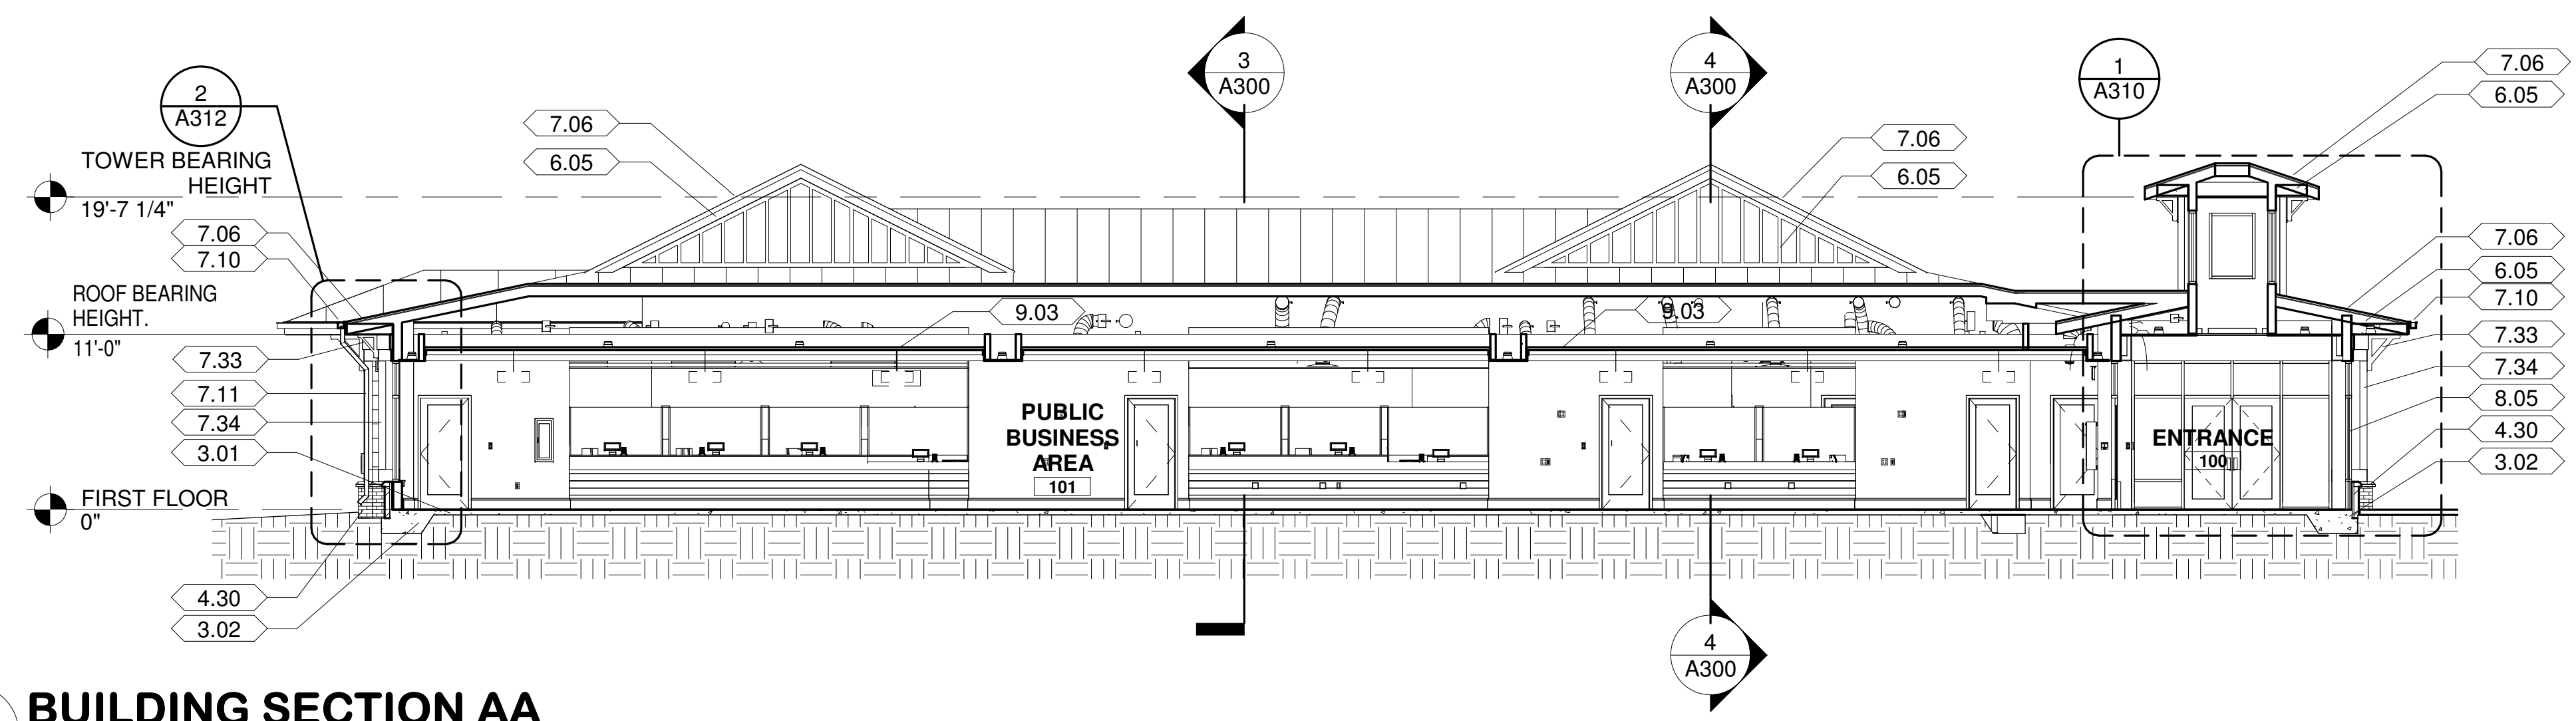 3
A300
4
A300
1
A310
2
A312
7.06
6.05
7.06
6.05
7.06
6.05
TOWER BEARING
HEIGHT
19'-7 1/4"
7.06
7.10
ROOF BEARING
HEIGHT.
11'-0"
7.33
7.11
7.34
3.01
FIRST FLOOR
0"
4.30
3.02
9.03
9.03
PUBLIC
BUSINESS
AREA
101
ENTRANCE
100
7.06
6.05
7.10
7.33
7.34
8.05
4.30
3.02
4
A300
BUILDING SECTION AA